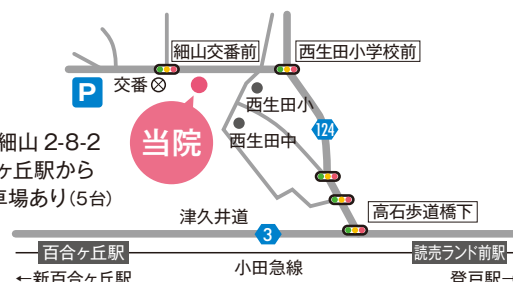 細山交番前
西生田小学校前
P
交番
西生田小
当院
124
西生田中
細山 2-8-2
ヶ丘駅から
車場あり(5台)
津久井道
高石歩道橋下
3
百合ヶ丘駅
読売ランド前駅
←新百合ヶ丘駅
小田急線
登戸駅→